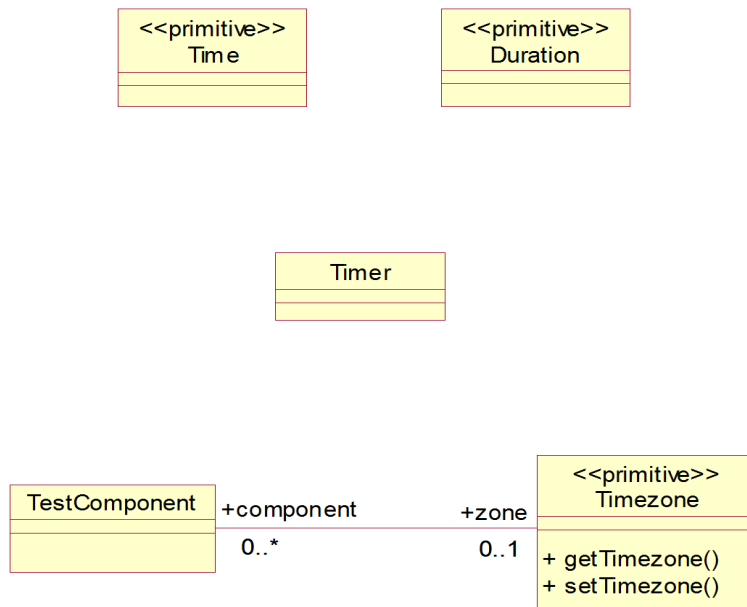 <<primitive>>
Time
<<primitive>>
Duration
Timer
TestComponent
+component
0..*
+zone
0..1
<<primitive>>
Timezone
+ getTimezone()
+ setTimezone()